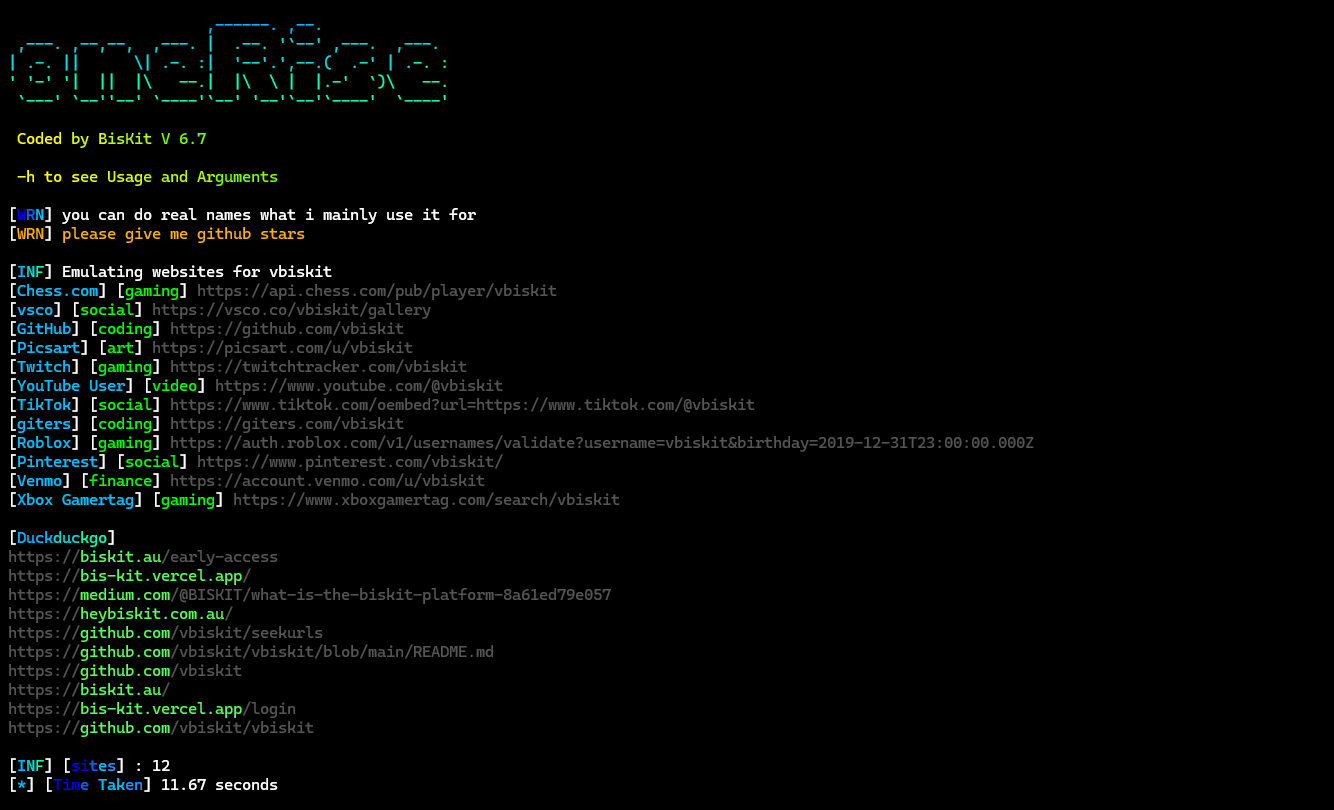 oneRise
Coded by BisKit V 6.7
-h to see Usage and Arguments
[WRN] you can do real names what i mainly use it for
[WRN] please give me github stars
[INF] Emulating websites for vbiskit
[Chess.com] [gaming] https://api.chess.com/pub/player/vbiskit
[vsco] [social] https://vsco.co/vbiskit/gallery
[GitHub] [coding] https://github.com/vbiskit
[Picsart] [art] https://picsart.com/u/vbiskit
[Twitch] [gaming] https://twitchtracker.com/vbiskit
[YouTube User] [video] https://www.youtube.com/@vbiskit
[TikTok] [social] https://www.tiktok.com/oembed?url=https://www.tiktok.com/@vbiskit
[giters] [coding] https://giters.com/vbiskit
[Roblox] [gaming] https://auth.roblox.com/v1/usernames/validate?username=vbiskit&birthday=2019-12-31T23:00:00.000Z
[Pinterest] [social] https://www.pinterest.com/vbiskit/
[Venmo] [finance] https://account.venmo.com/u/vbiskit
[Xbox Gamertag] [gaming] https://www.xboxgamertag.com/search/vbiskit
[Duckduckgo]
https://biskit.au/early-access
https://bis-kit.vercel.app/
https://medium.com/@BISKIT/what-is-the-biskit-platform-8a61ed79e057
https://heybiskit.com.au/
https://github.com/vbiskit/seekurls
https://github.com/vbiskit/vbiskit/blob/main/README.md
https://github.com/vbiskit
https://biskit.au/
https://bis-kit.vercel.app/login
https://github.com/vbiskit/vbiskit
[INF] [sites] : 12
[*] [Time Taken] 11.67 seconds